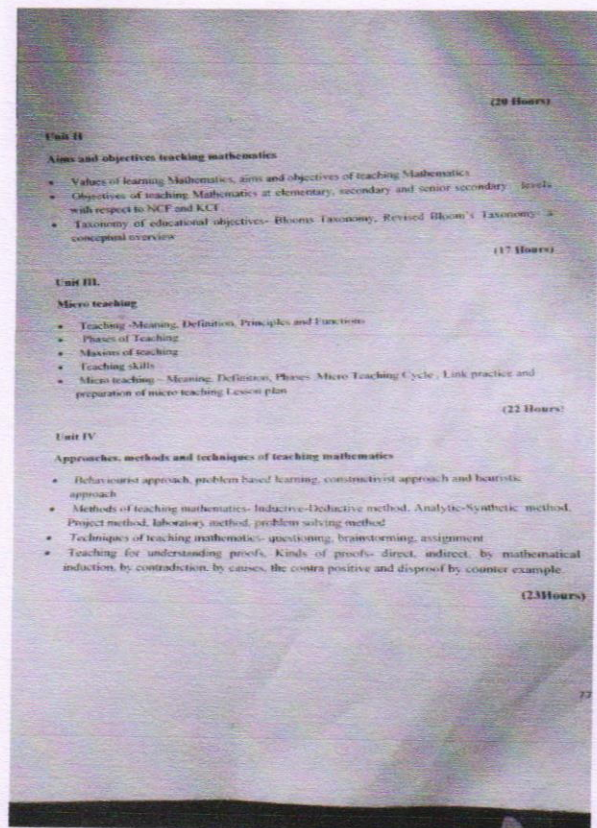 (20 Hours)
Unit II
Aims and objectives teaching mathematics
• Values of learning Mathematics, aims and objectives of teaching Mathematics
• Objectives of teaching Mathematics at elementary, secondary and senior secondary levels
with respect to NCF and KCF
• Taxonomy of educational objectives- Blooms Taxonomy, Revised Bloom's Taxonomy- a
conceptual overview
(17 Hours)
Unit III.
Micro teaching
• Teaching -Meaning, Definition, Principles and Functions
• Phases of Teaching
• Maxims of teaching
• Teaching skills
• Micro teaching – Meaning, Definition, Phases Micro Teaching Cycle, Link practice and
preparation of micro teaching Lesson plan
(22 Hours)
Unit IV
Approaches, methods and techniques of teaching mathematics
• Behaviourist approach, problem based learning, constructivist approach and heuristic
approach
• Methods of teaching mathematics- Inductive-Deductive method, Analytic-Synthetic method,
Project method, laboratory method, problem solving method
• Techniques of teaching mathematics- questioning, brainstorming, assignment
• Teaching for understanding proofs, Kinds of proofs- direct, indirect, by mathematical
induction, by contradiction, by causes, the contra positive and disproof by counter example.
(23Hours)
77